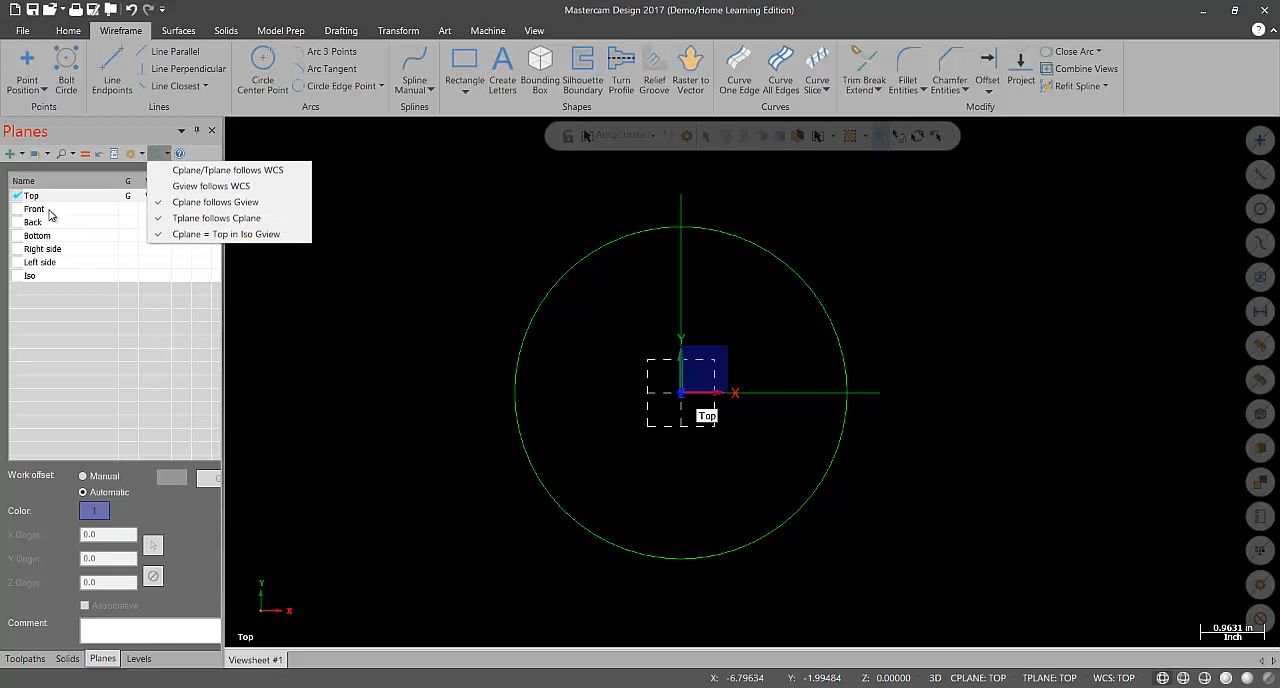 Mastercam Design 2017 (Demo/Home Learning Edition)
File Home Wireframe Surfaces Solids Model Prep Drafting Transform Art Machine View
Point Position
Bolt Circle
Points
Line Endpoints
Line Parallel
Line Perpendicular
Line Closest
Lines
Circle Center Point
Arc 3 Points
Arc Tangent
Circle Edge Point
Arcs
Spline Manual
Splines
Rectangle
Create Letters
Bounding Box
Silhouette Boundary
Turn Profile
Relief Groove
Raster to Vector
Shapes
Curve One Edge
Curve All Edges
Curve Slice
Curves
Trim Break Extend
Fillet Entities
Chamfer Entities
Offset
Project
Close Arc
Combine Views
Refit Spline
Modify
Planes
AutoCursor
Name G
Top G
Front
Back
Bottom
Right side
Left side
Iso
Cplane/Tplane follows WCS
Gview follows WCS
Cplane follows Gview
Tplane follows Cplane
Cplane = Top in Iso Gview
Y
Z
X
Top
Work offset: Manual
G
Automatic
Color: 1
X Origin: 0.0
Y Origin: 0.0
Z Origin: 0.0
Associative
Comment:
Y
X
Top
0.9631 in
Inch
Toolpaths Solids Planes Levels
Viewsheet #1
X: -6.79634 Y: -1.99484 Z: 0.00000 3D CPLANE: TOP TPLANE: TOP WCS: TOP